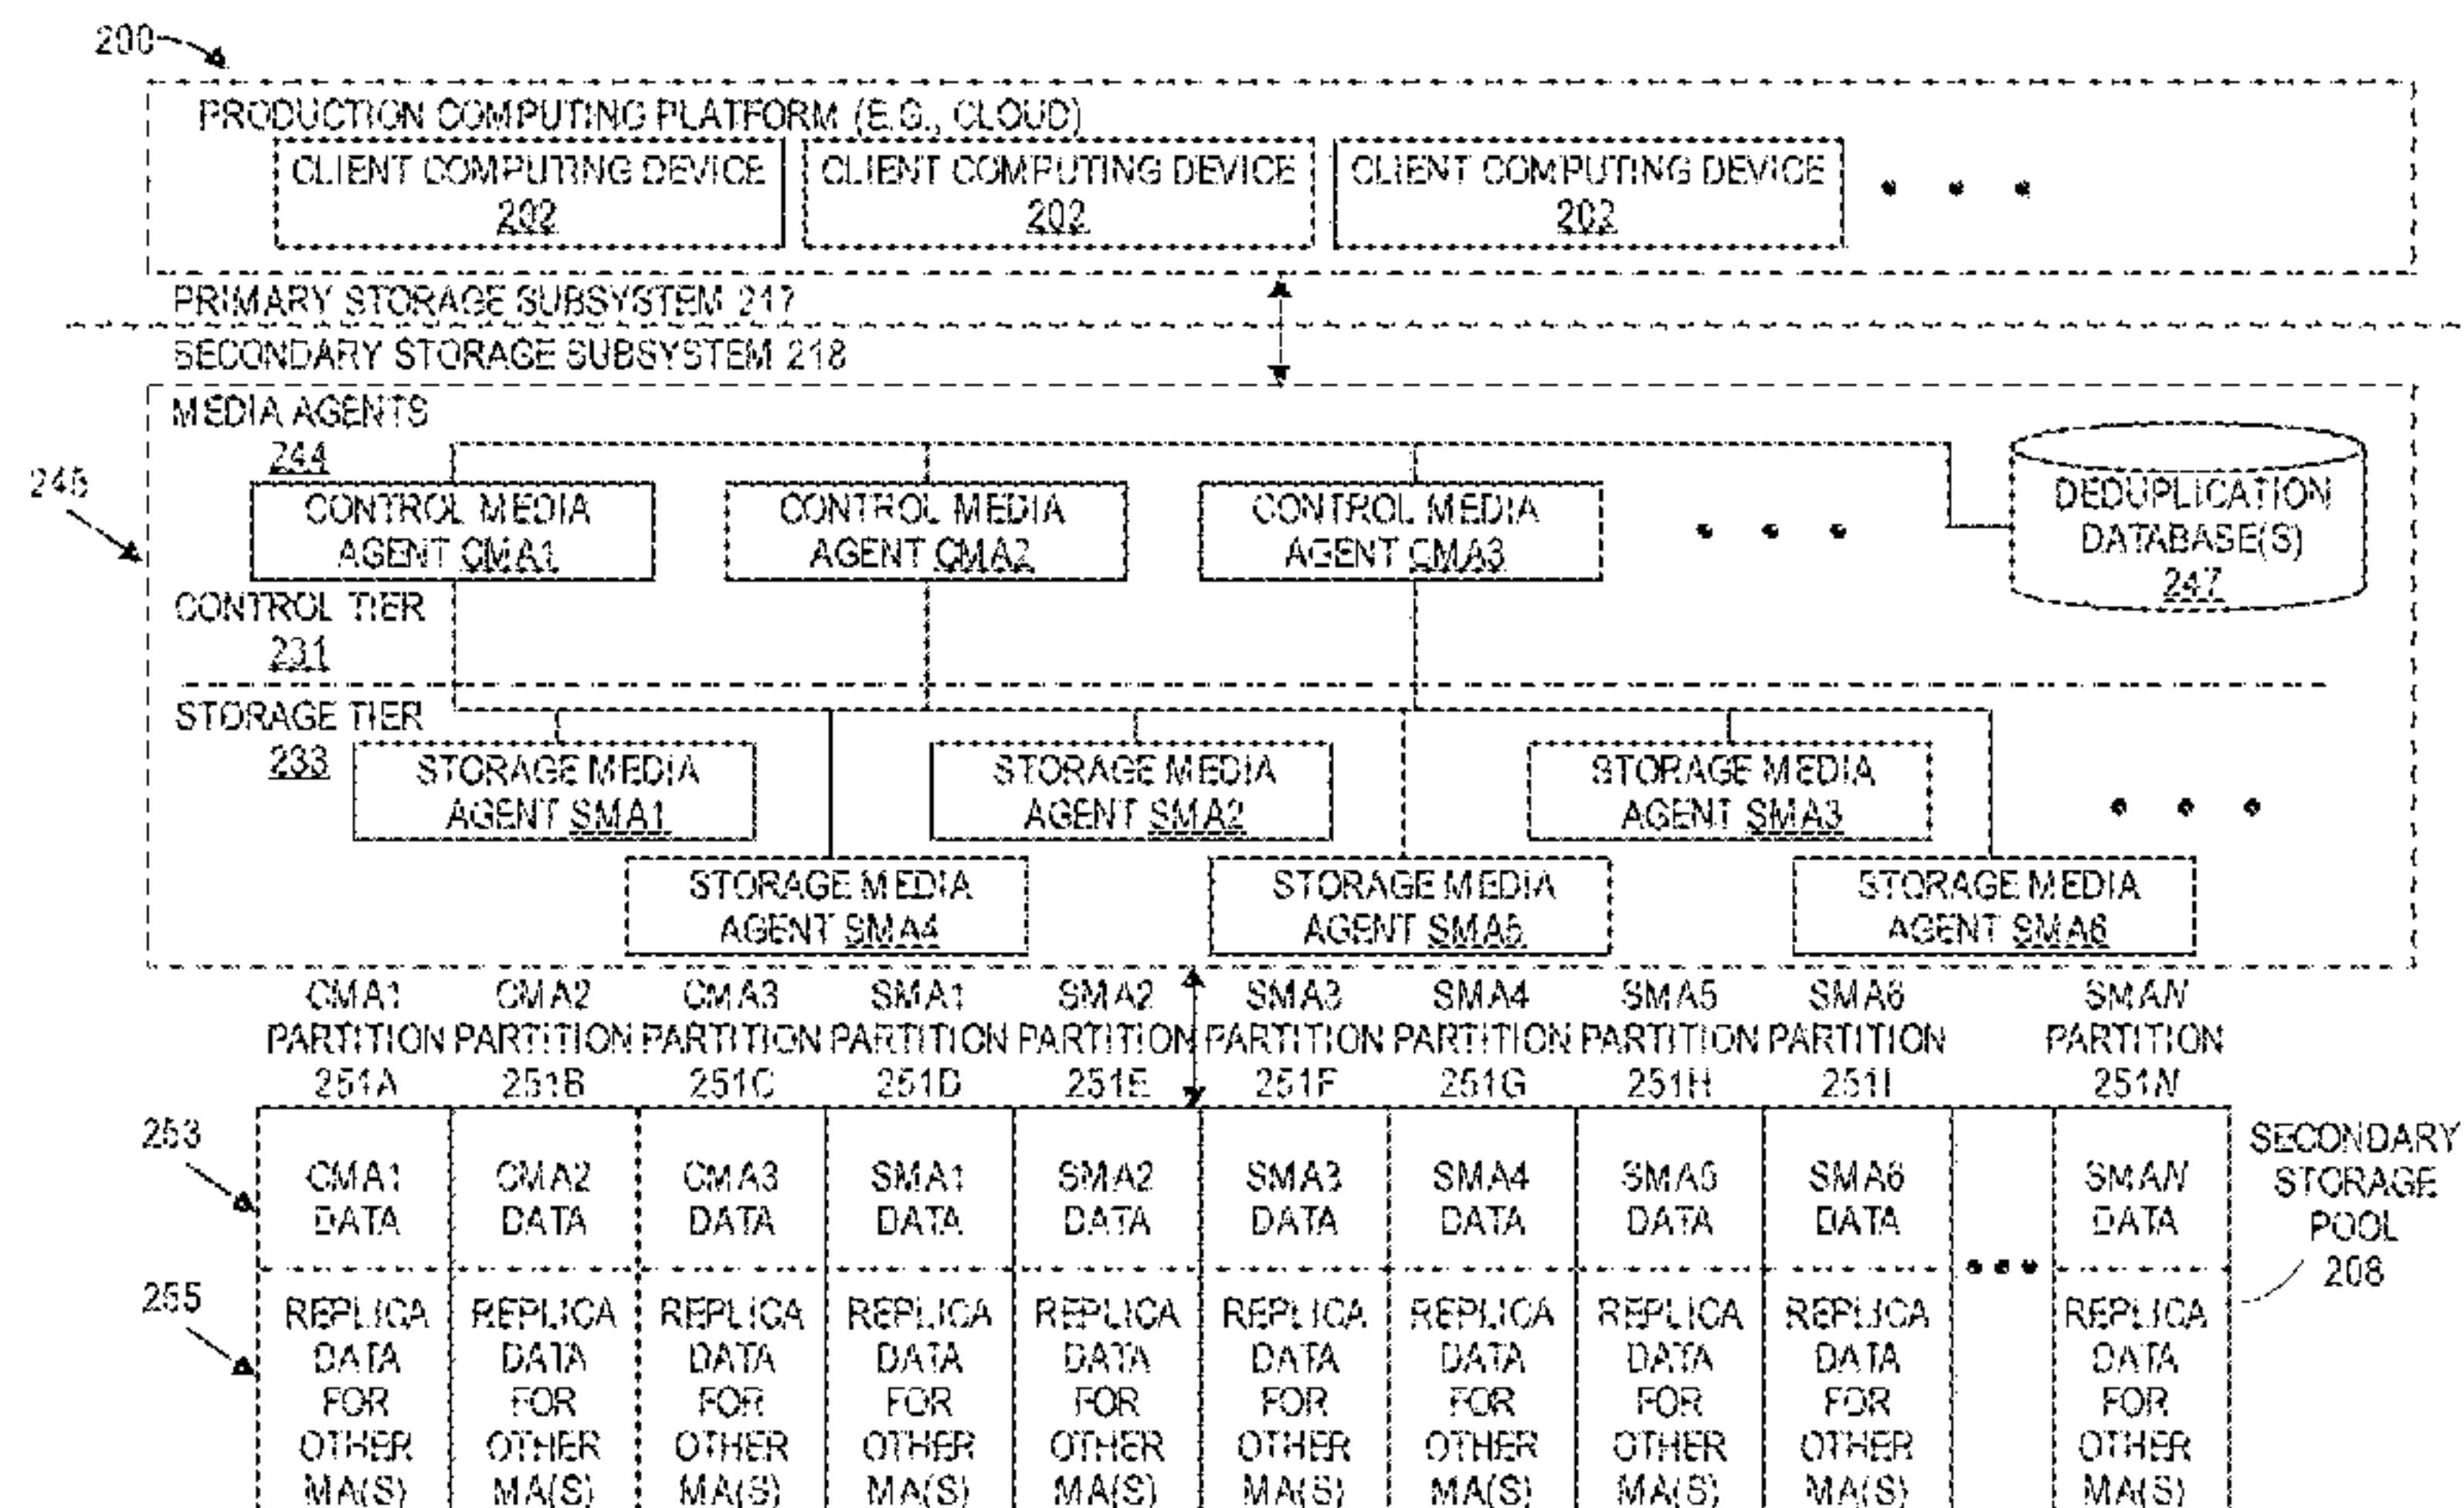 200
PRODUCTION COMPUTING PLATFORM (E.G., CLOUD)
CLIENT COMPUTING DEVICE
202
CLIENT COMPUTING DEVICE
202
CLIENT COMPUTING DEVICE
202
PRIMARY STORAGE SUBSYSTEM 217
SECONDARY STORAGE SUBSYSTEM 218
245
MEDIA AGENTS
244
CONTROL MEDIA
AGENT CMA1
CONTROL MEDIA
AGENT CMA2
CONTROL MEDIA
AGENT CMA3
DEDUPLICATION
DATABASE(S)
247
CONTROL TIER
231
STORAGE TIER
233
STORAGE MEDIA
AGENT SMA1
STORAGE MEDIA
AGENT SMA2
STORAGE MEDIA
AGENT SMA3
STORAGE MEDIA
AGENT SMA4
STORAGE MEDIA
AGENT SMA5
STORAGE MEDIA
AGENT SMA6
CMA1 CMA2 CMA3 SMA1 SMA2 SMA3 SMA4 SMA5 SMA6 SMAN
PARTITION PARTITION PARTITION PARTITION PARTITION PARTITION PARTITION PARTITION PARTITION PARTITION
251A 251B 251C 251D 251E 251F 251G 251H 251I 251N
253
CMA1 CMA2 CMA3 SMA1 SMA2 SMA3 SMA4 SMA5 SMA6 SMAN
DATA DATA DATA DATA DATA DATA DATA DATA DATA DATA
SECONDARY
STORAGE
POOL
208
255
REPLICA REPLICA REPLICA REPLICA REPLICA REPLICA REPLICA REPLICA REPLICA REPLICA
DATA DATA DATA DATA DATA DATA DATA DATA DATA DATA
FOR FOR FOR FOR FOR FOR FOR FOR FOR FOR
OTHER OTHER OTHER OTHER OTHER OTHER OTHER OTHER OTHER OTHER
MA(S) MA(S) MA(S) MA(S) MA(S) MA(S) MA(S) MA(S) MA(S) MA(S)